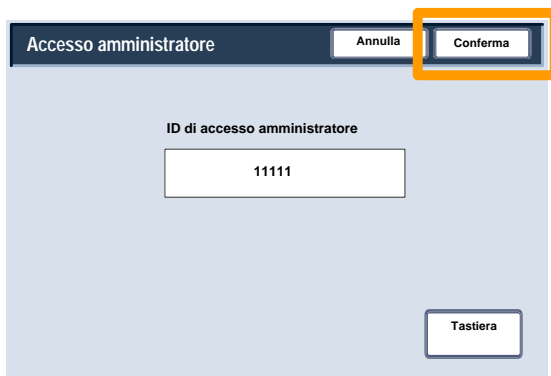 Accesso amministratore Annulla Conferma
ID di accesso amministratore
11111
Tastiera